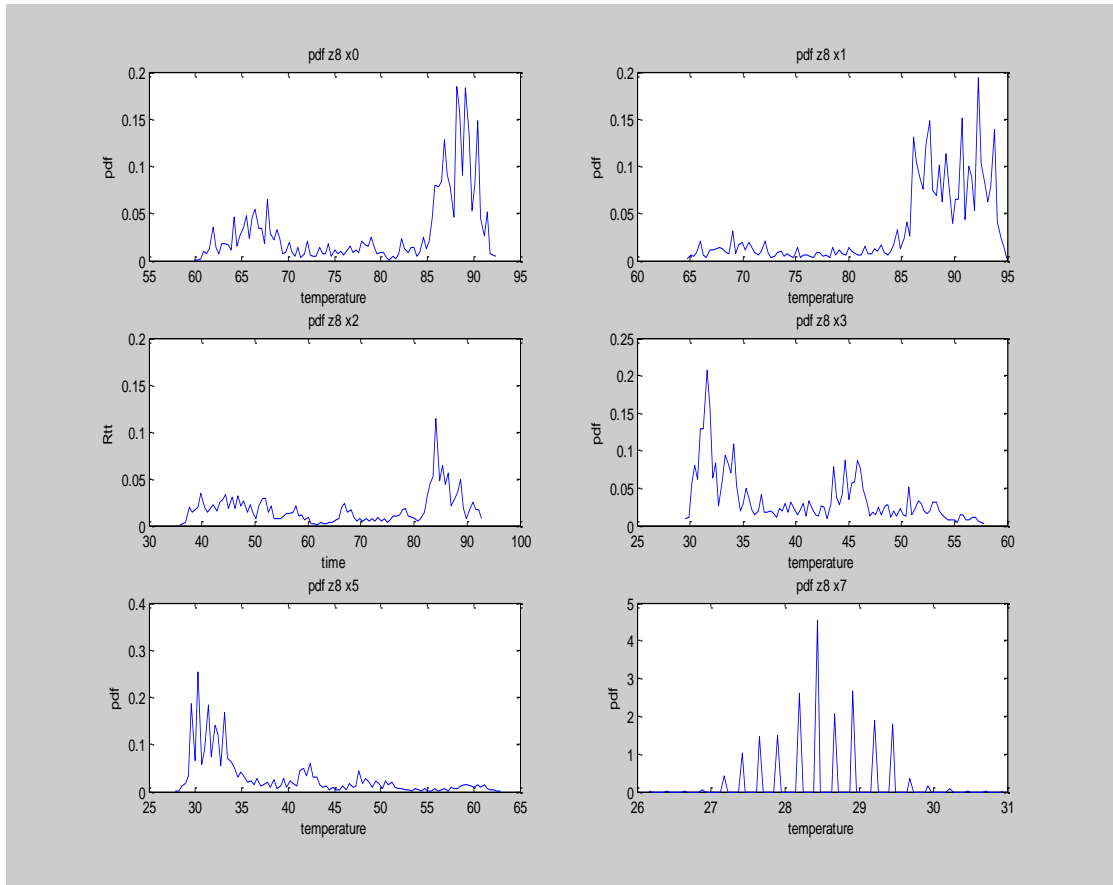 pdf z8 x0
0.2
0.15
0.1
0.05
0
pdf
55 60 65 70 75 80 85 90 95
temperature
pdf z8 x1
0.2
0.15
0.1
0.05
0
pdf
60 65 70 75 80 85 90 95
temperature
pdf z8 x2
0.2
0.15
0.1
0.05
0
Rtt
30 40 50 60 70 80 90 100
time
pdf z8 x3
0.25
0.2
0.15
0.1
0.05
0
pdf
25 30 35 40 45 50 55 60
temperature
pdf z8 x5
0.4
0.3
0.2
0.1
0
pdf
25 30 35 40 45 50 55 60 65
temperature
pdf z8 x7
5
4
3
2
1
0
pdf
26 27 28 29 30 31
temperature